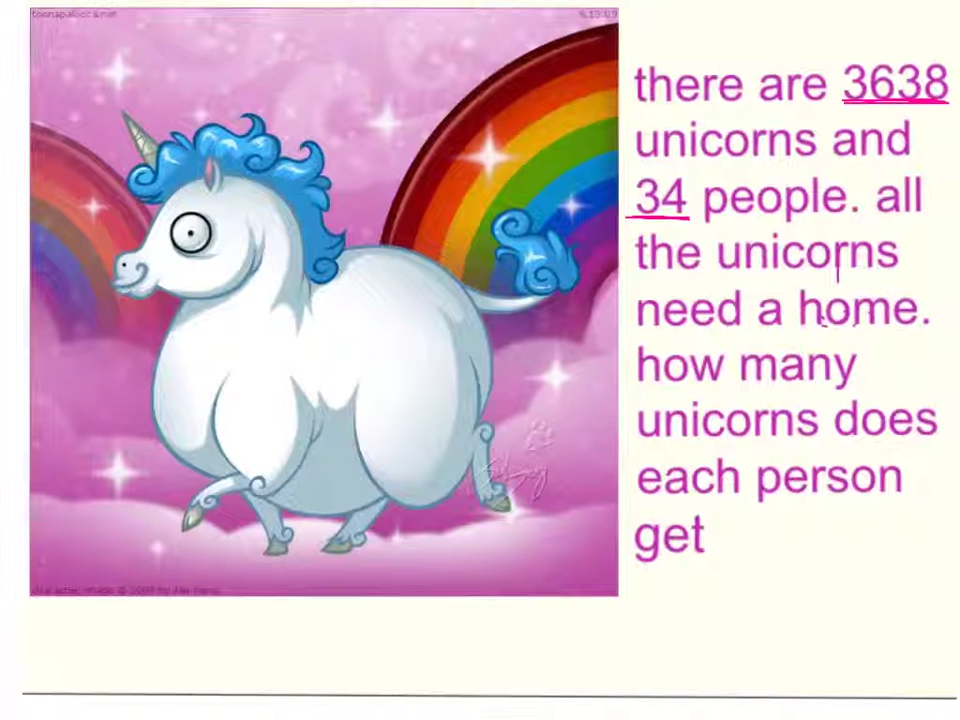 there are 3638
unicorns and
34 people. all
the unicorns
need a home.
how many
unicorns does
each person
get